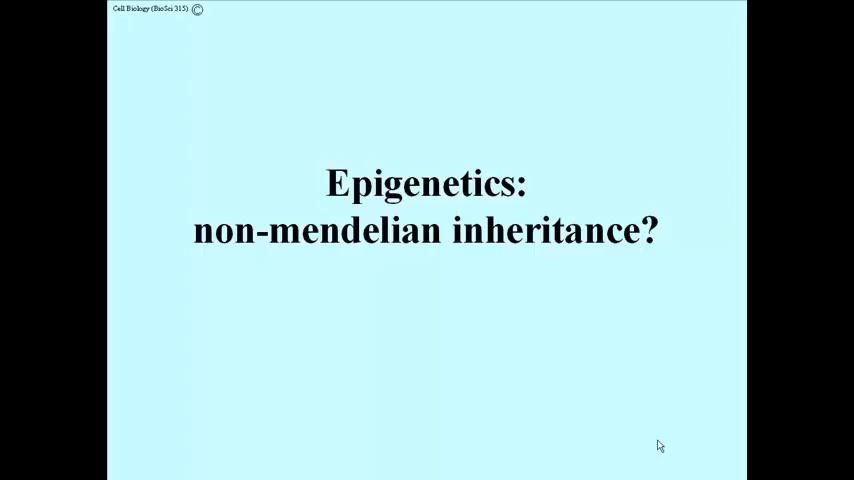 Cell Biology (BioSci 315) ©
Epigenetics:
non-mendelian inheritance?